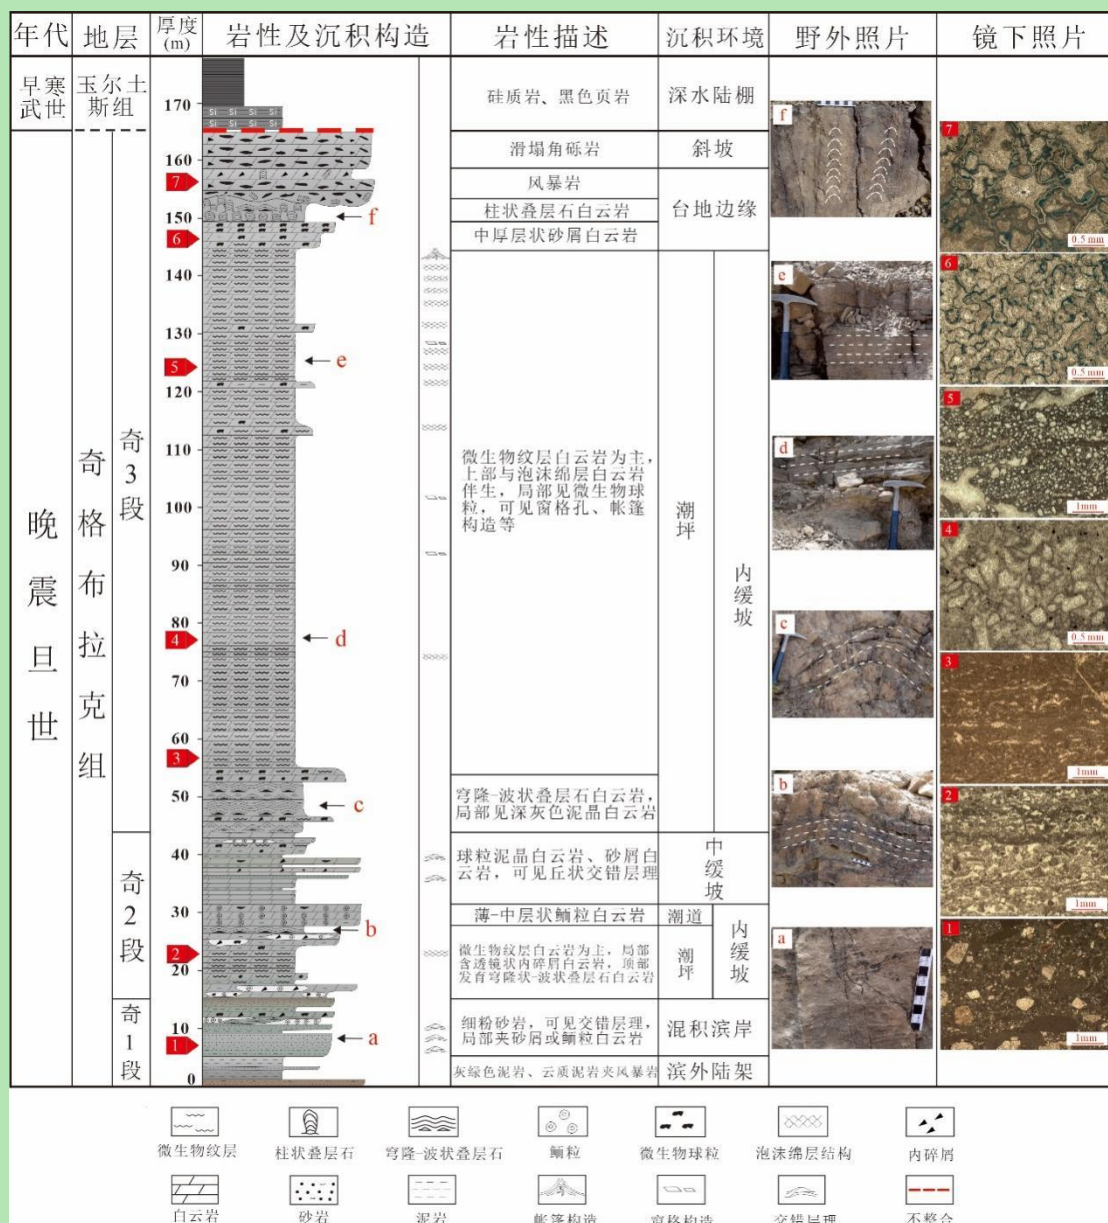 年代 地层 厚度(m) 岩性及沉积构造 岩性描述 沉积环境 野外照片 镜下照片
早寒武世
玉尔土斯组
硅质岩、黑色页岩
深水陆棚
Si Si Si Si
Si Si Si Si
170
160
150
140
130
120
110
100
90
80
70
60
50
40
30
20
10
0
晚震旦世
奇格布拉克组
奇3段
奇2段
奇1段
7
6
5
4
3
2
1
f
e
d
c
b
a
滑塌角砾岩
斜坡
风暴岩
柱状叠层石白云岩
中厚层状砂屑白云岩
台地边缘
微生物纹层白云岩为主,
上部与泡沫绵层白云岩
伴生,局部见微生物球
粒,可见窗格孔、帐篷
构造等
潮坪
内缓坡
穹隆-波状叠层石白云岩,
局部见深灰色泥晶白云岩
球粒泥晶白云岩、砂屑白
云岩,可见丘状交错层理
中缓坡
薄-中层状鲕粒白云岩
潮道
微生物纹层白云岩为主,局部
含透镜状内碎屑白云岩,顶部
发育穹隆状-波状叠层石白云岩
潮坪
内缓坡
细粉砂岩,可见交错层理,
局部夹砂屑或鲕粒白云岩
混积滨岸
灰绿色泥岩、云质泥岩夹风暴岩
滨外陆架
f
e
d
c
b
a
7
0.5 mm
6
0.5 mm
5
1mm
4
0.5 mm
3
1mm
2
1mm
1
1mm
微生物纹层 柱状叠层石 穹隆-波状叠层石 鲕粒 微生物球粒 泡沫绵层结构 内碎屑
白云岩 砂岩 泥岩 帐篷构造 窗格构造 交错层理 不整合